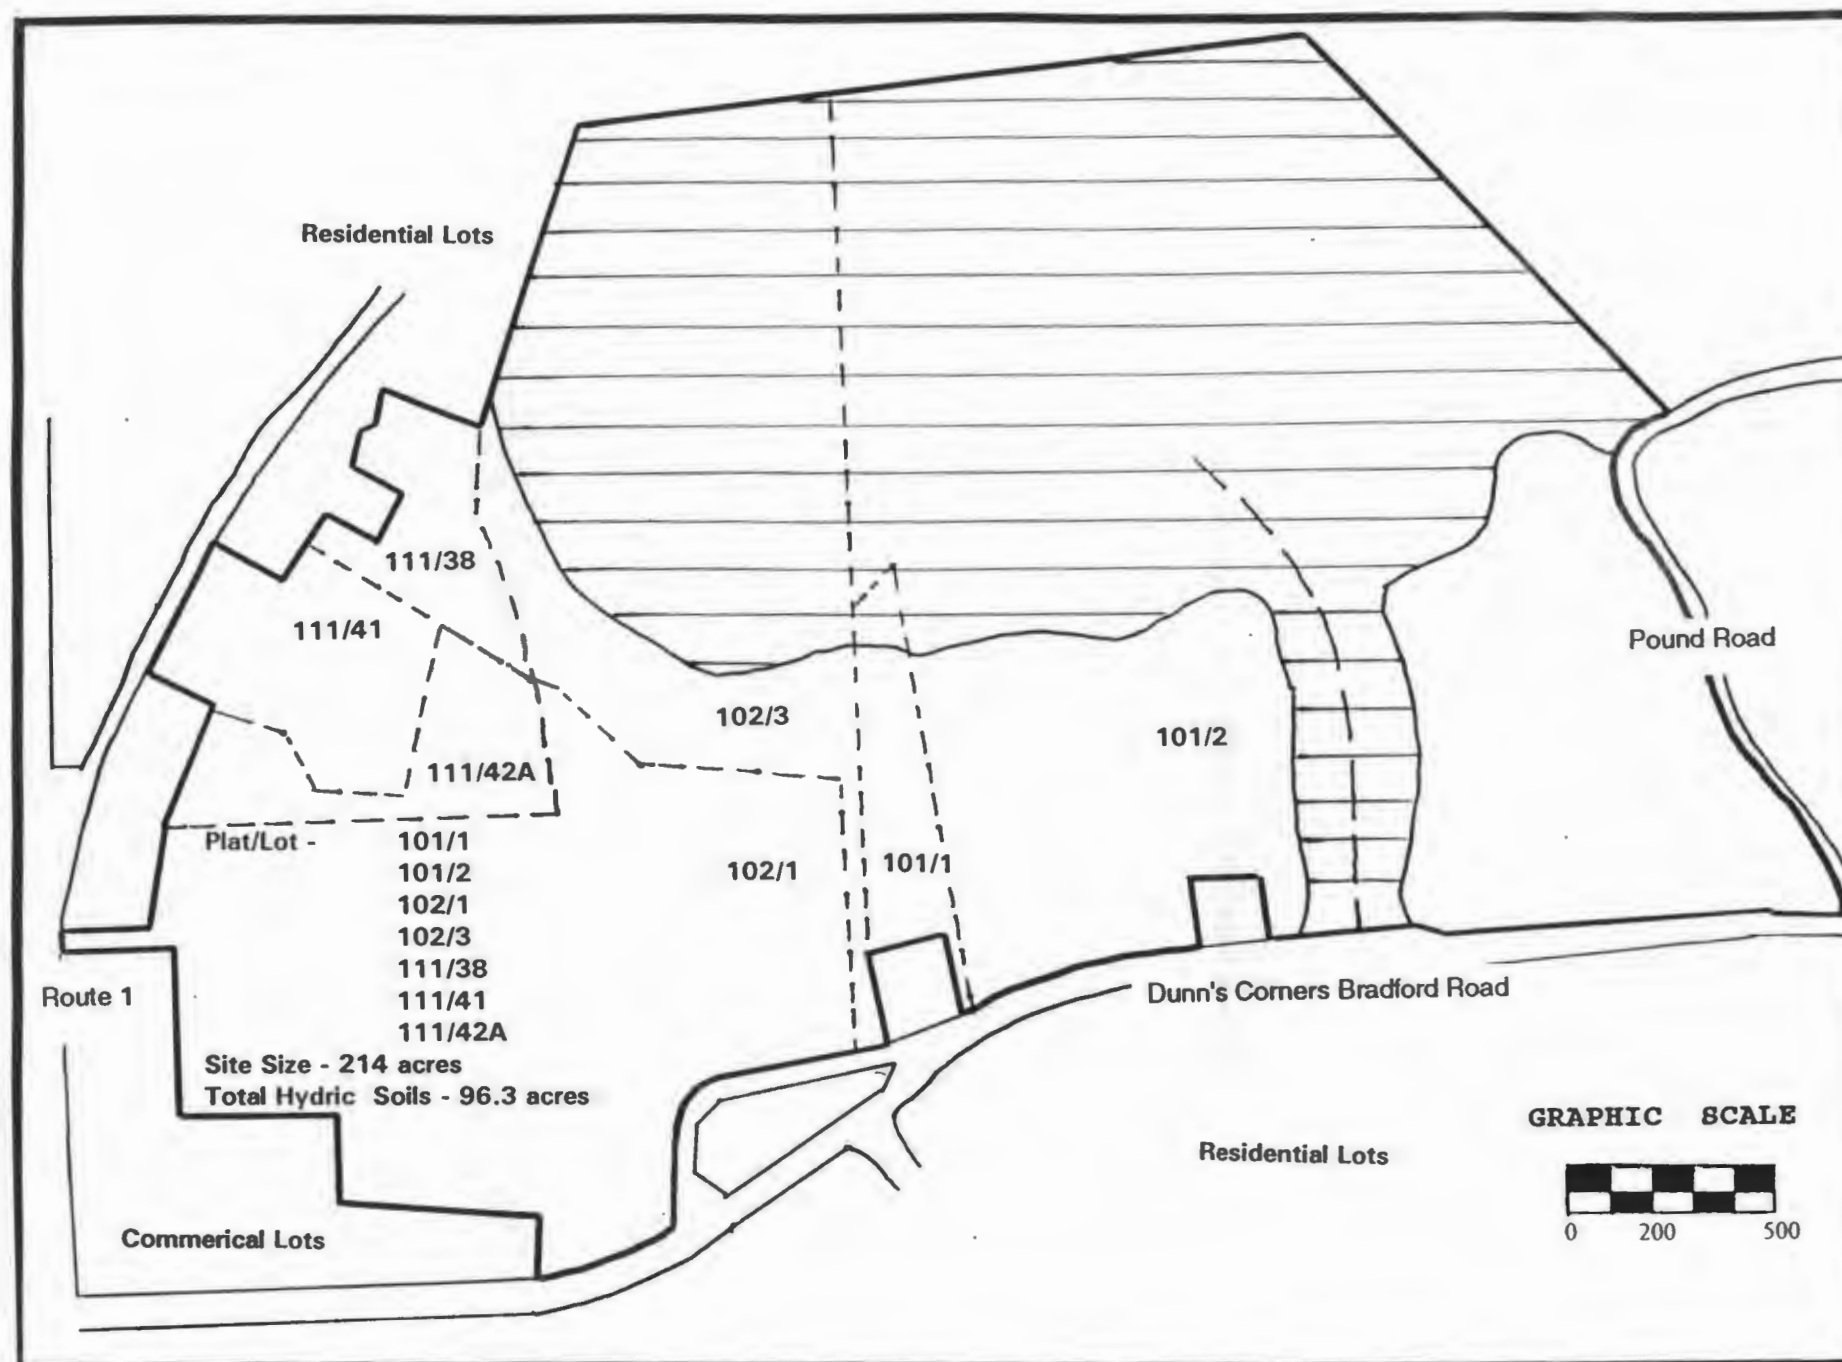 Residential Lots
111/38
111/41
Pound Road
102/3
101/2
111/42A
Plat/Lot - 101/1
101/2
102/1
102/3
111/38
111/41
111/42A
102/1
101/1
Route 1
Dunn's Corners Bradford Road
Site Size - 214 acres
Total Hydric Soils - 96.3 acres
GRAPHIC SCALE
0 200 500
Residential Lots
Commerical Lots